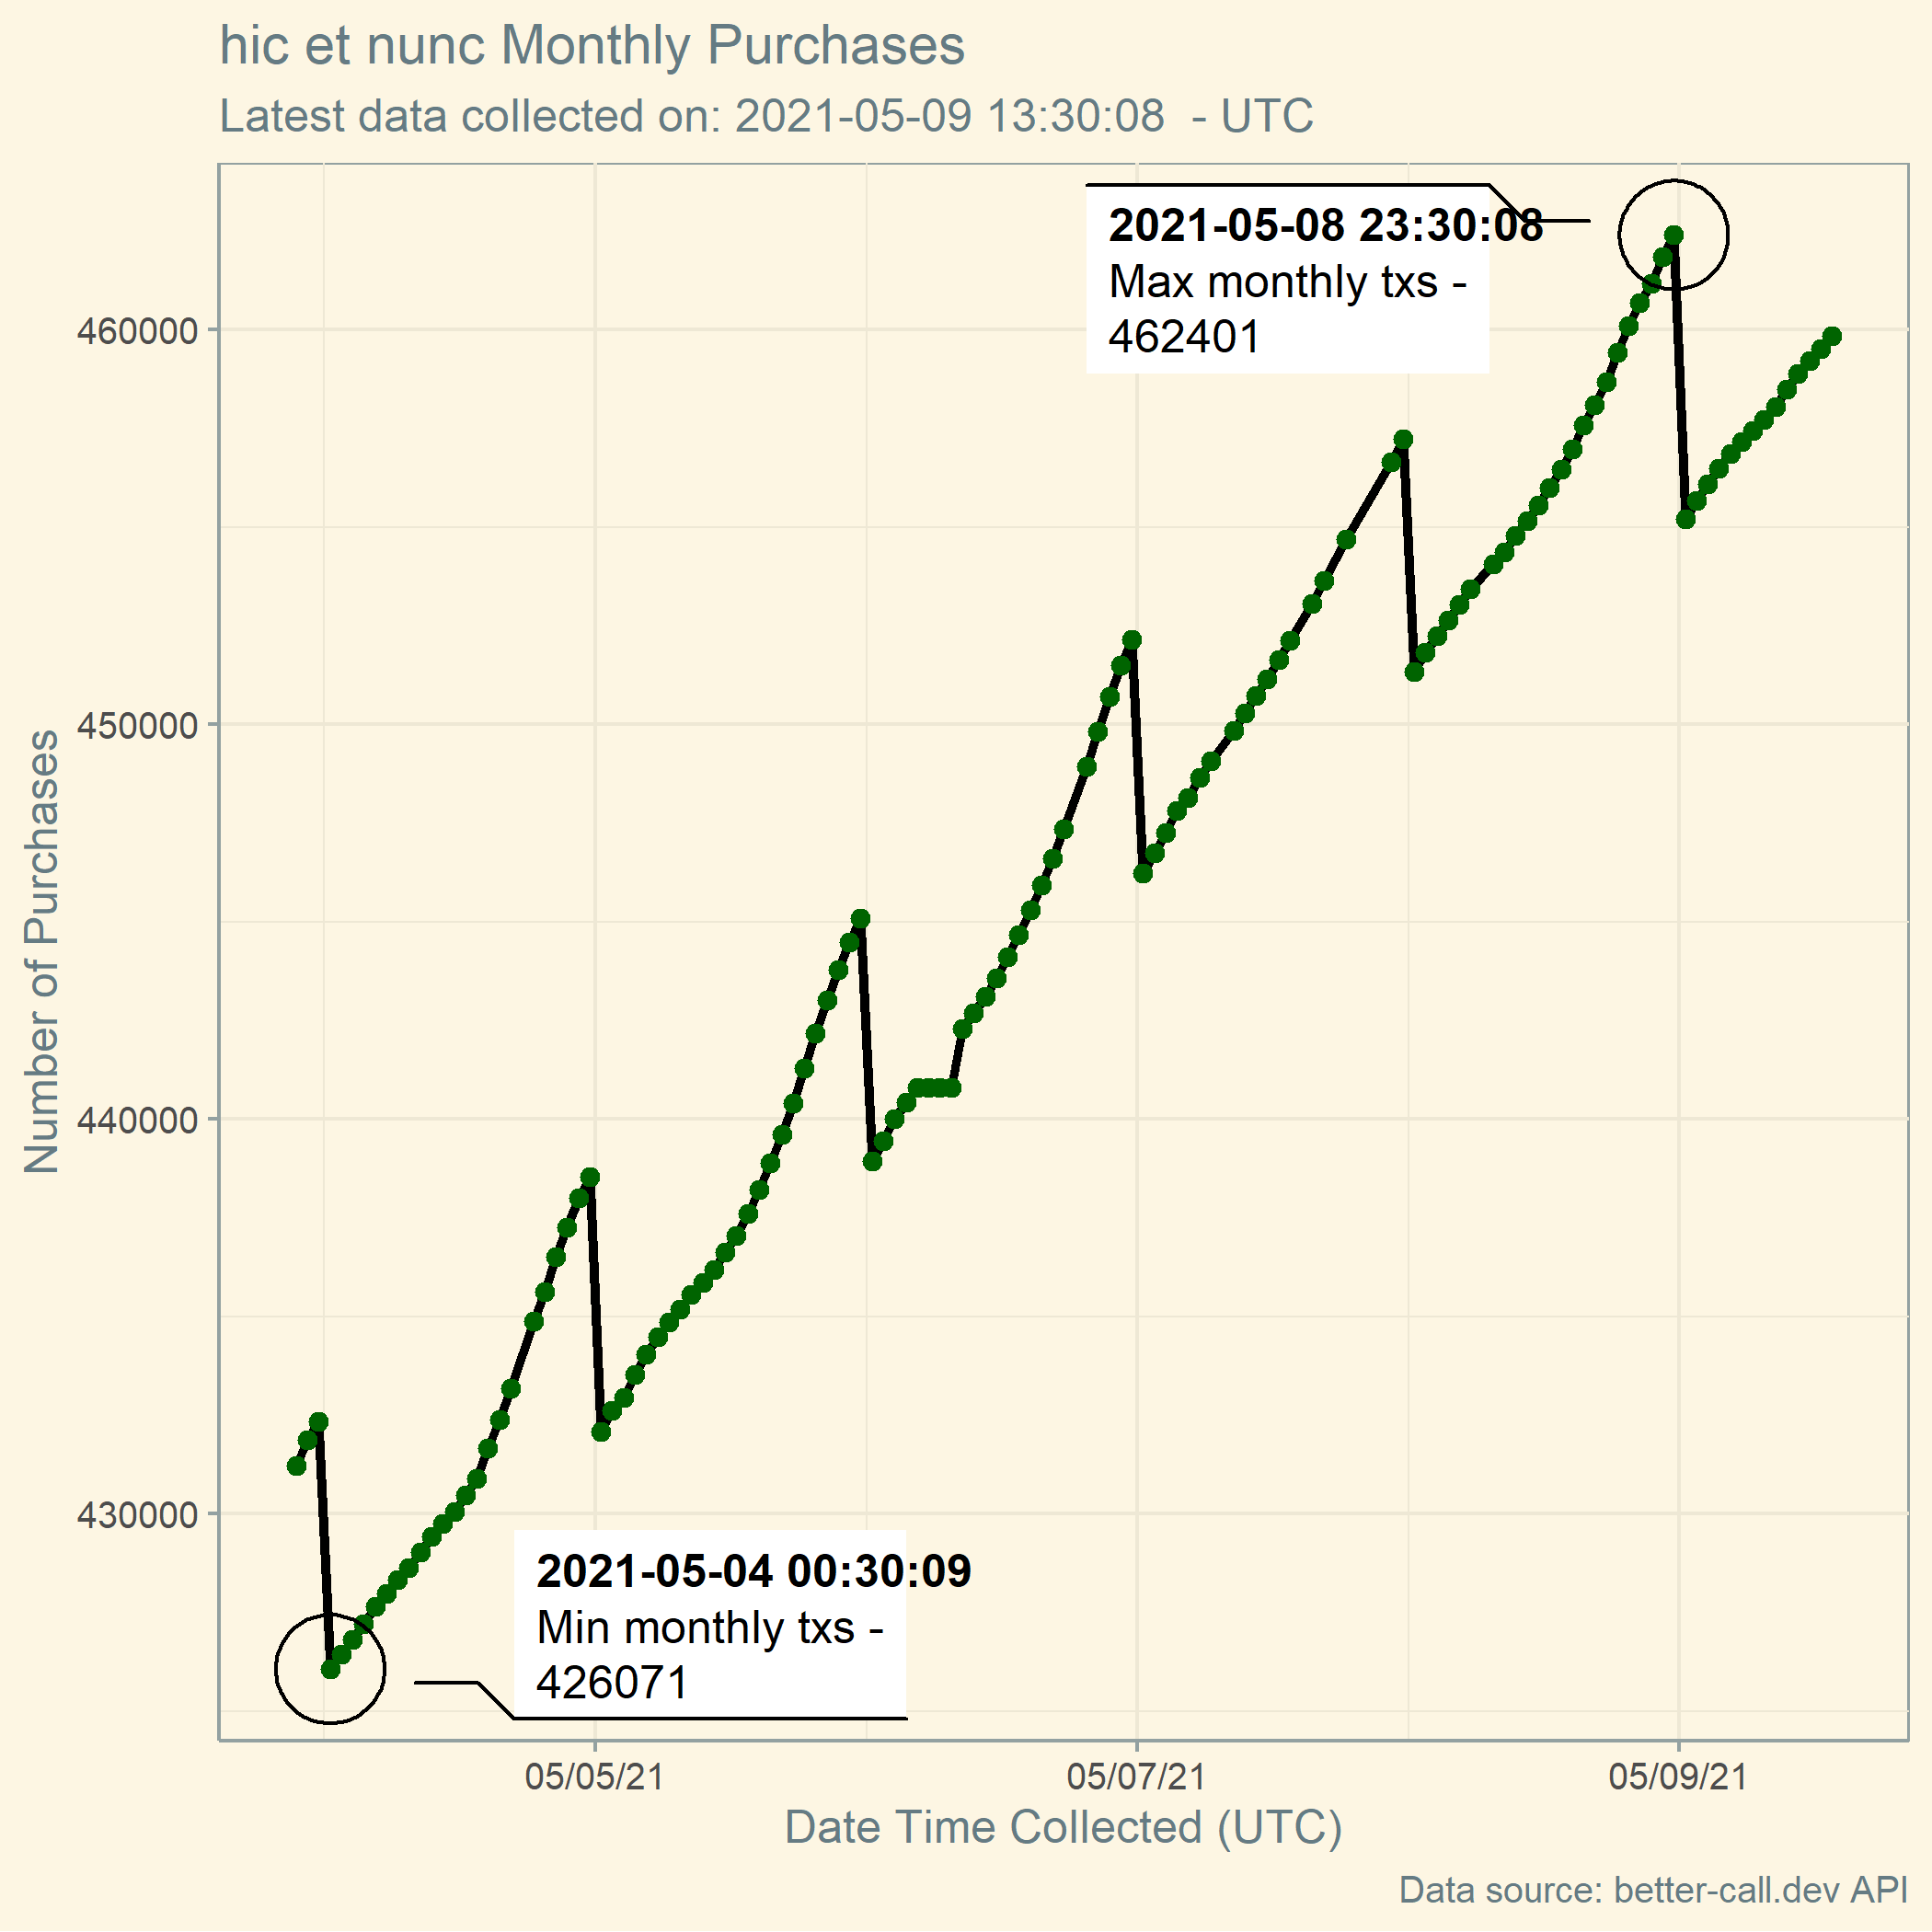 hic et nunc Monthly Purchases
Latest data collected on: 2021-05-09 13:30:08  - UTC
2021-05-08 23:30:08
Max monthly txs -
462401
460000
450000
440000
430000
Number of Purchases
2021-05-04 00:30:09
Min monthly txs -
426071
05/05/21
05/07/21
05/09/21
Date Time Collected (UTC)
Data source: better-call.dev API